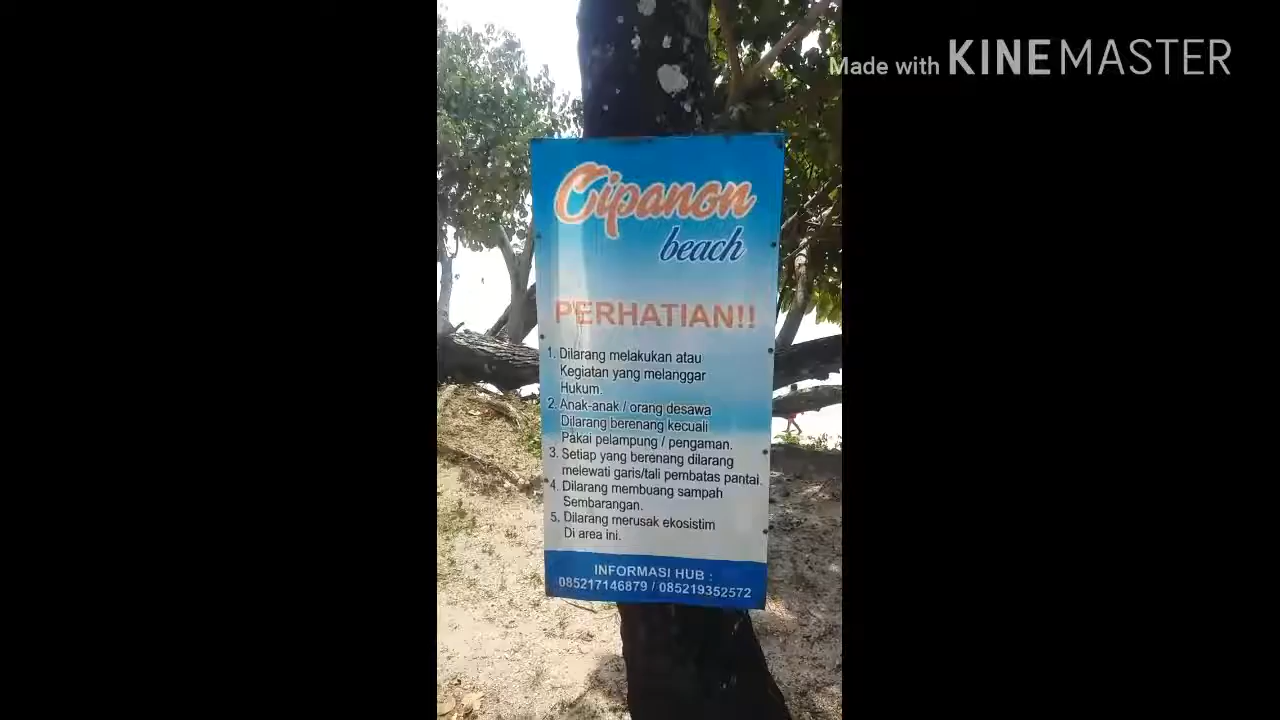 Made with KINEMASTER
Cipanon
beach
PERHATIAN!!
1. Dilarang melakukan atau
Kegiatan yang melanggar
Hukum.
2. Anak-anak / orang desawa
Dilarang berenang kecuali
Pakai pelampung / pengaman.
3. Setiap yang berenang dilarang
melewati garis/tali pembatas pantai.
4. Dilarang membuang sampah
Sembarangan.
5. Dilarang merusak ekosistim
Di area ini.
INFORMASI HUB :
085217146879 / 085219352572